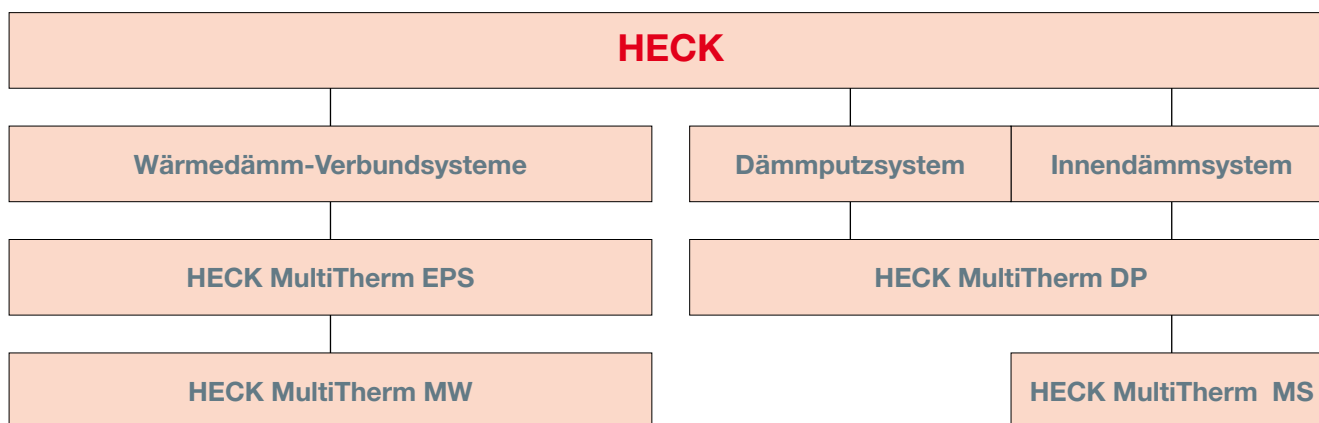 HECK
Wärmedämm-Verbundsysteme
Dämmputzsystem
Innendämmsystem
HECK MultiTherm EPS
HECK MultiTherm DP
HECK MultiTherm MW
HECK MultiTherm  MS